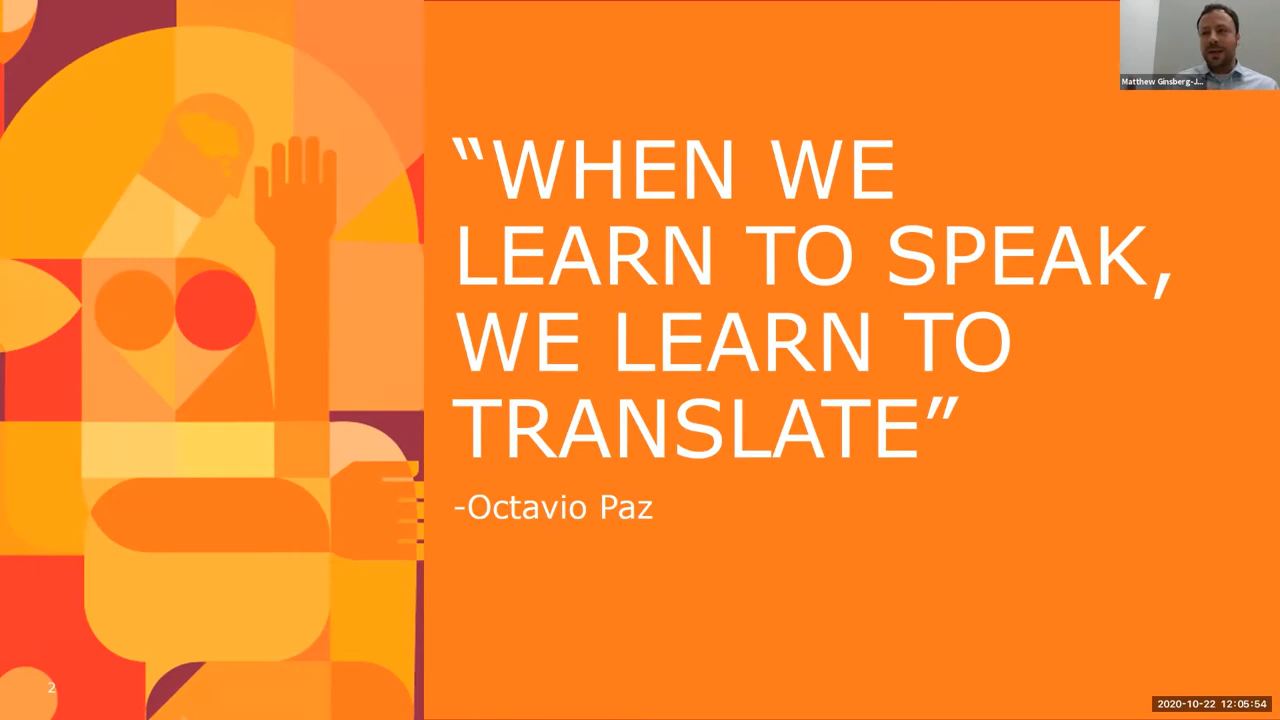 Matthew Ginsberg-J...
“WHEN WE
LEARN TO SPEAK,
WE LEARN TO
TRANSLATE”
-Octavio Paz
2
2020-10-22 12:05:54